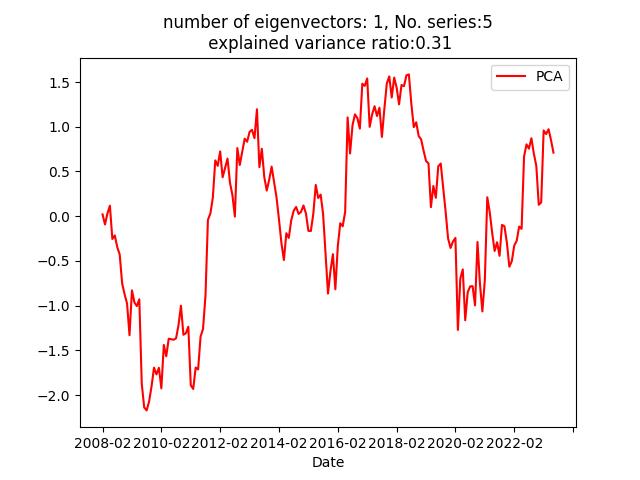 number of eigenvectors: 1, No. series:5
explained variance ratio:0.31
PCA
1.5
1.0
0.5
0.0
−0.5
−1.0
−1.5
−2.0
2008-02 2010-02 2012-02 2014-02 2016-02 2018-02 2020-02 2022-02
Date